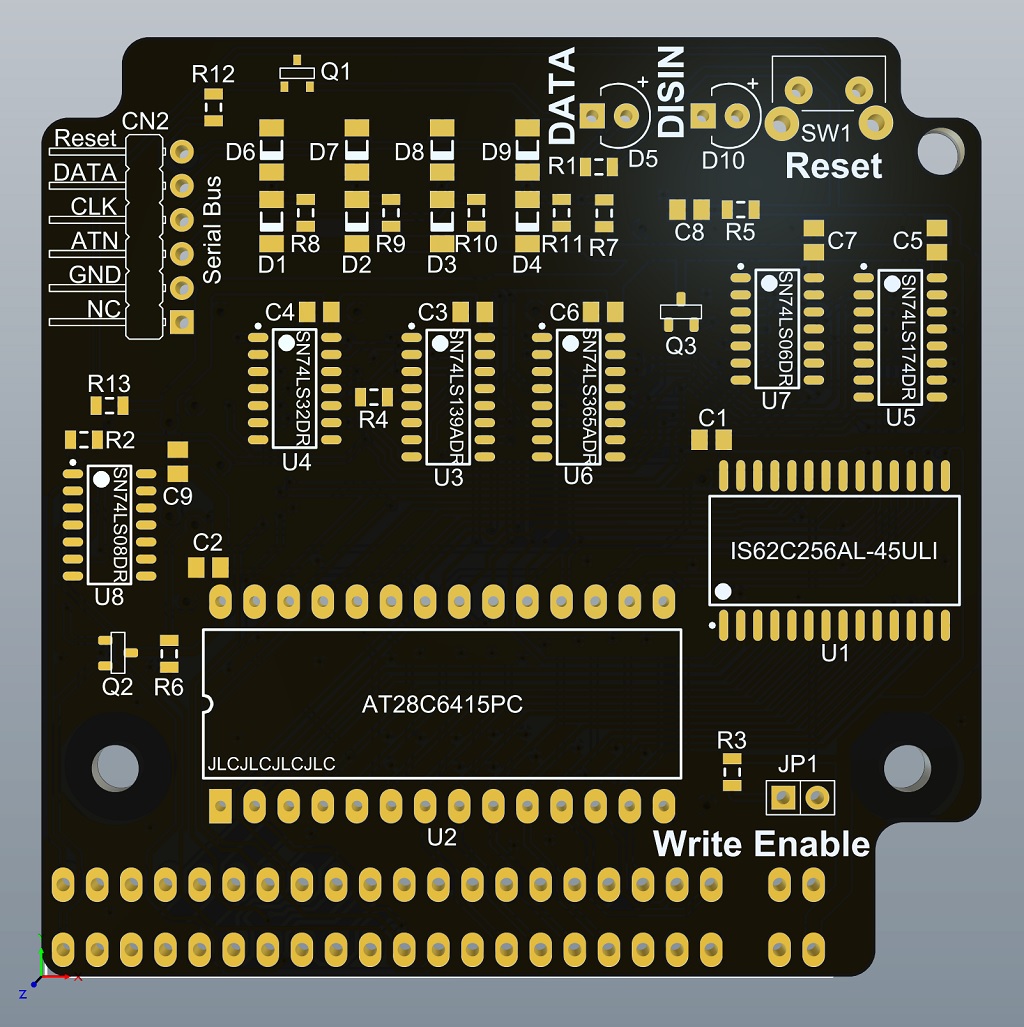 R12
Q1
DATA
DISIN
CN2
Reset
DATA
CLK
ATN
GND
NC
Serial Bus
D6
D7
D8
D9
R1
D5
+
D10
+
SW1
Reset
R8
R9
R10
R11
R7
D1
D2
D3
D4
C8
R5
C7
C5
C4
C3
C6
Q3
SN74LS32DR
SN74LS139ADR
SN74LS365ADR
SN74LS06DR
SN74LS174DR
U7
U5
R13
R4
R2
C1
U4
U3
U6
C9
SN74LS08DR
U8
C2
IS62C256AL-45ULI
U1
Q2
R6
AT28C6415PC
JLCJLCJLCJLC
U2
R3
JP1
Write Enable
X
Z